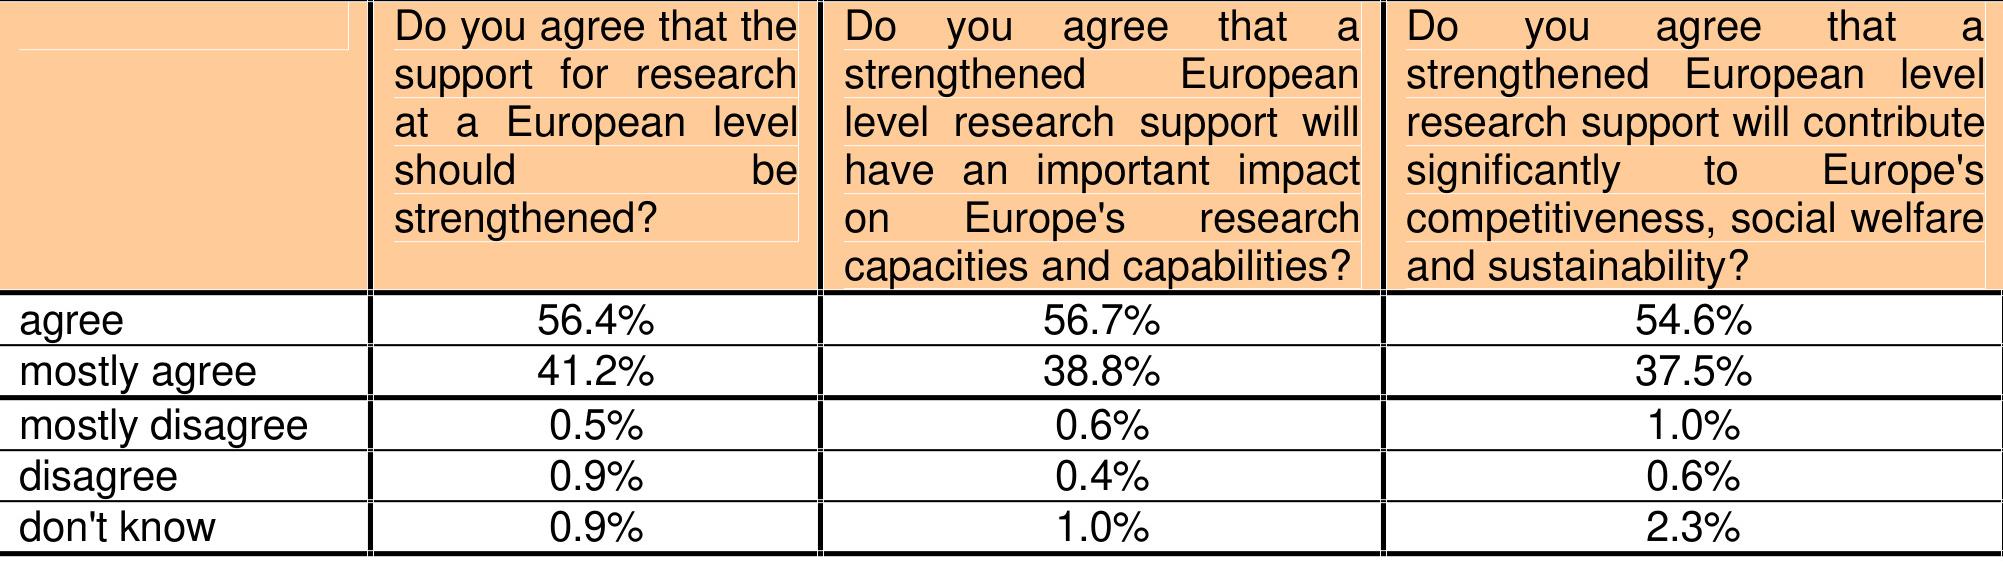 Do you agree that the
support for research
at a European level
should be
strengthened?
Do you agree that a
strengthened European
level research support will
have an important impact
on Europe's research
capacities and capabilities?
Do you agree that a
strengthened European level
research support will contribute
significantly to Europe's
competitiveness, social welfare
and sustainability?
agree 56.4% 56.7% 54.6%
mostly agree 41.2% 38.8% 37.5%
mostly disagree 0.5% 0.6% 1.0%
disagree 0.9% 0.4% 0.6%
don't know 0.9% 1.0% 2.3%